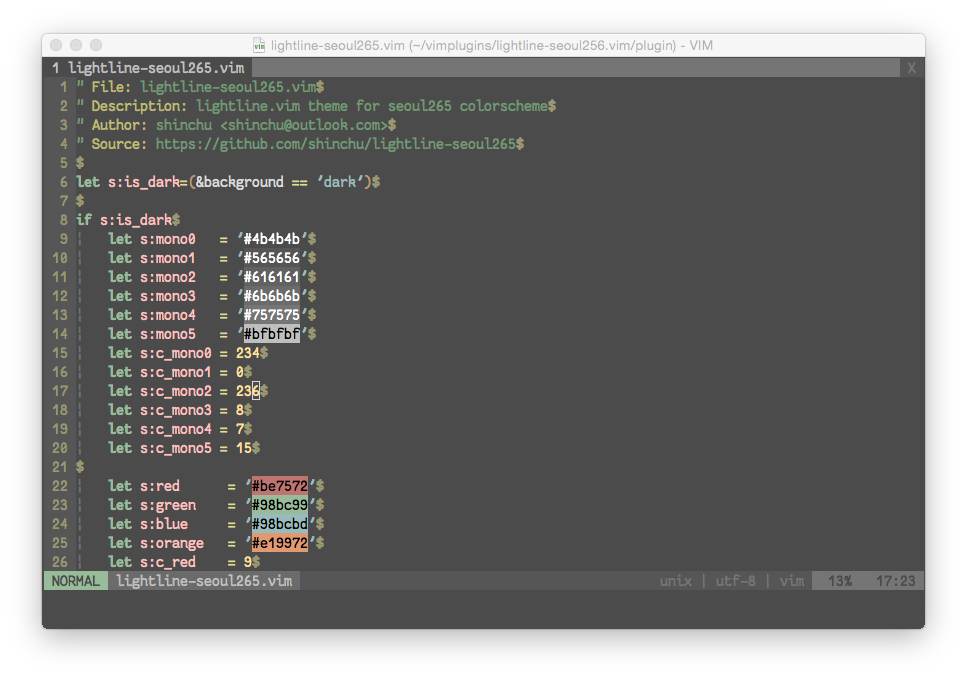 lightline-seoul265.vim (~/vimplugins/lightline-seoul256.vim/plugin) - VIM
1 lightline-seoul265.vim X
1 " File: lightline-seoul265.vim$
2 " Description: lightline.vim theme for seoul265 colorscheme$
3 " Author: shinchu <shinchu@outlook.com>$
4 " Source: https://github.com/shinchu/lightline-seoul265$
5 $
6 let s:is_dark=(&background == 'dark')$
7 $
8 if s:is_dark$
9 ¦   let s:mono0   = '#4b4b4b'$
10 ¦   let s:mono1   = '#565656'$
11 ¦   let s:mono2   = '#616161'$
12 ¦   let s:mono3   = '#6b6b6b'$
13 ¦   let s:mono4   = '#757575'$
14 ¦   let s:mono5   = '#bfbfbf'$
15 ¦   let s:c_mono0 = 234$
16 ¦   let s:c_mono1 = 0$
17 ¦   let s:c_mono2 = 236$
18 ¦   let s:c_mono3 = 8$
19 ¦   let s:c_mono4 = 7$
20 ¦   let s:c_mono5 = 15$
21 $
22 ¦   let s:red      = '#be7572'$
23 ¦   let s:green    = '#98bc99'$
24 ¦   let s:blue     = '#98bcbd'$
25 ¦   let s:orange   = '#e19972'$
26 ¦   let s:c_red    = 9$
NORMAL lightline-seoul265.vim unix | utf-8 | vim 13% 17:23